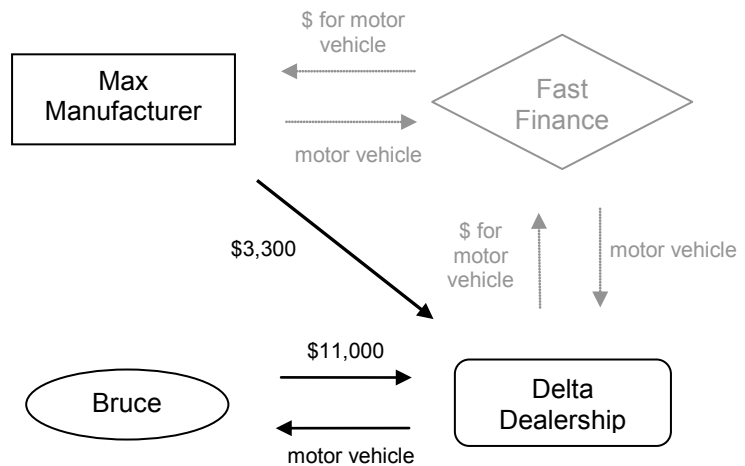 $ for motor
vehicle
Max
Manufacturer
Fast
Finance
motor vehicle
$3,300
$ for
motor
vehicle
motor vehicle
$11,000
Bruce
Delta
Dealership
motor vehicle